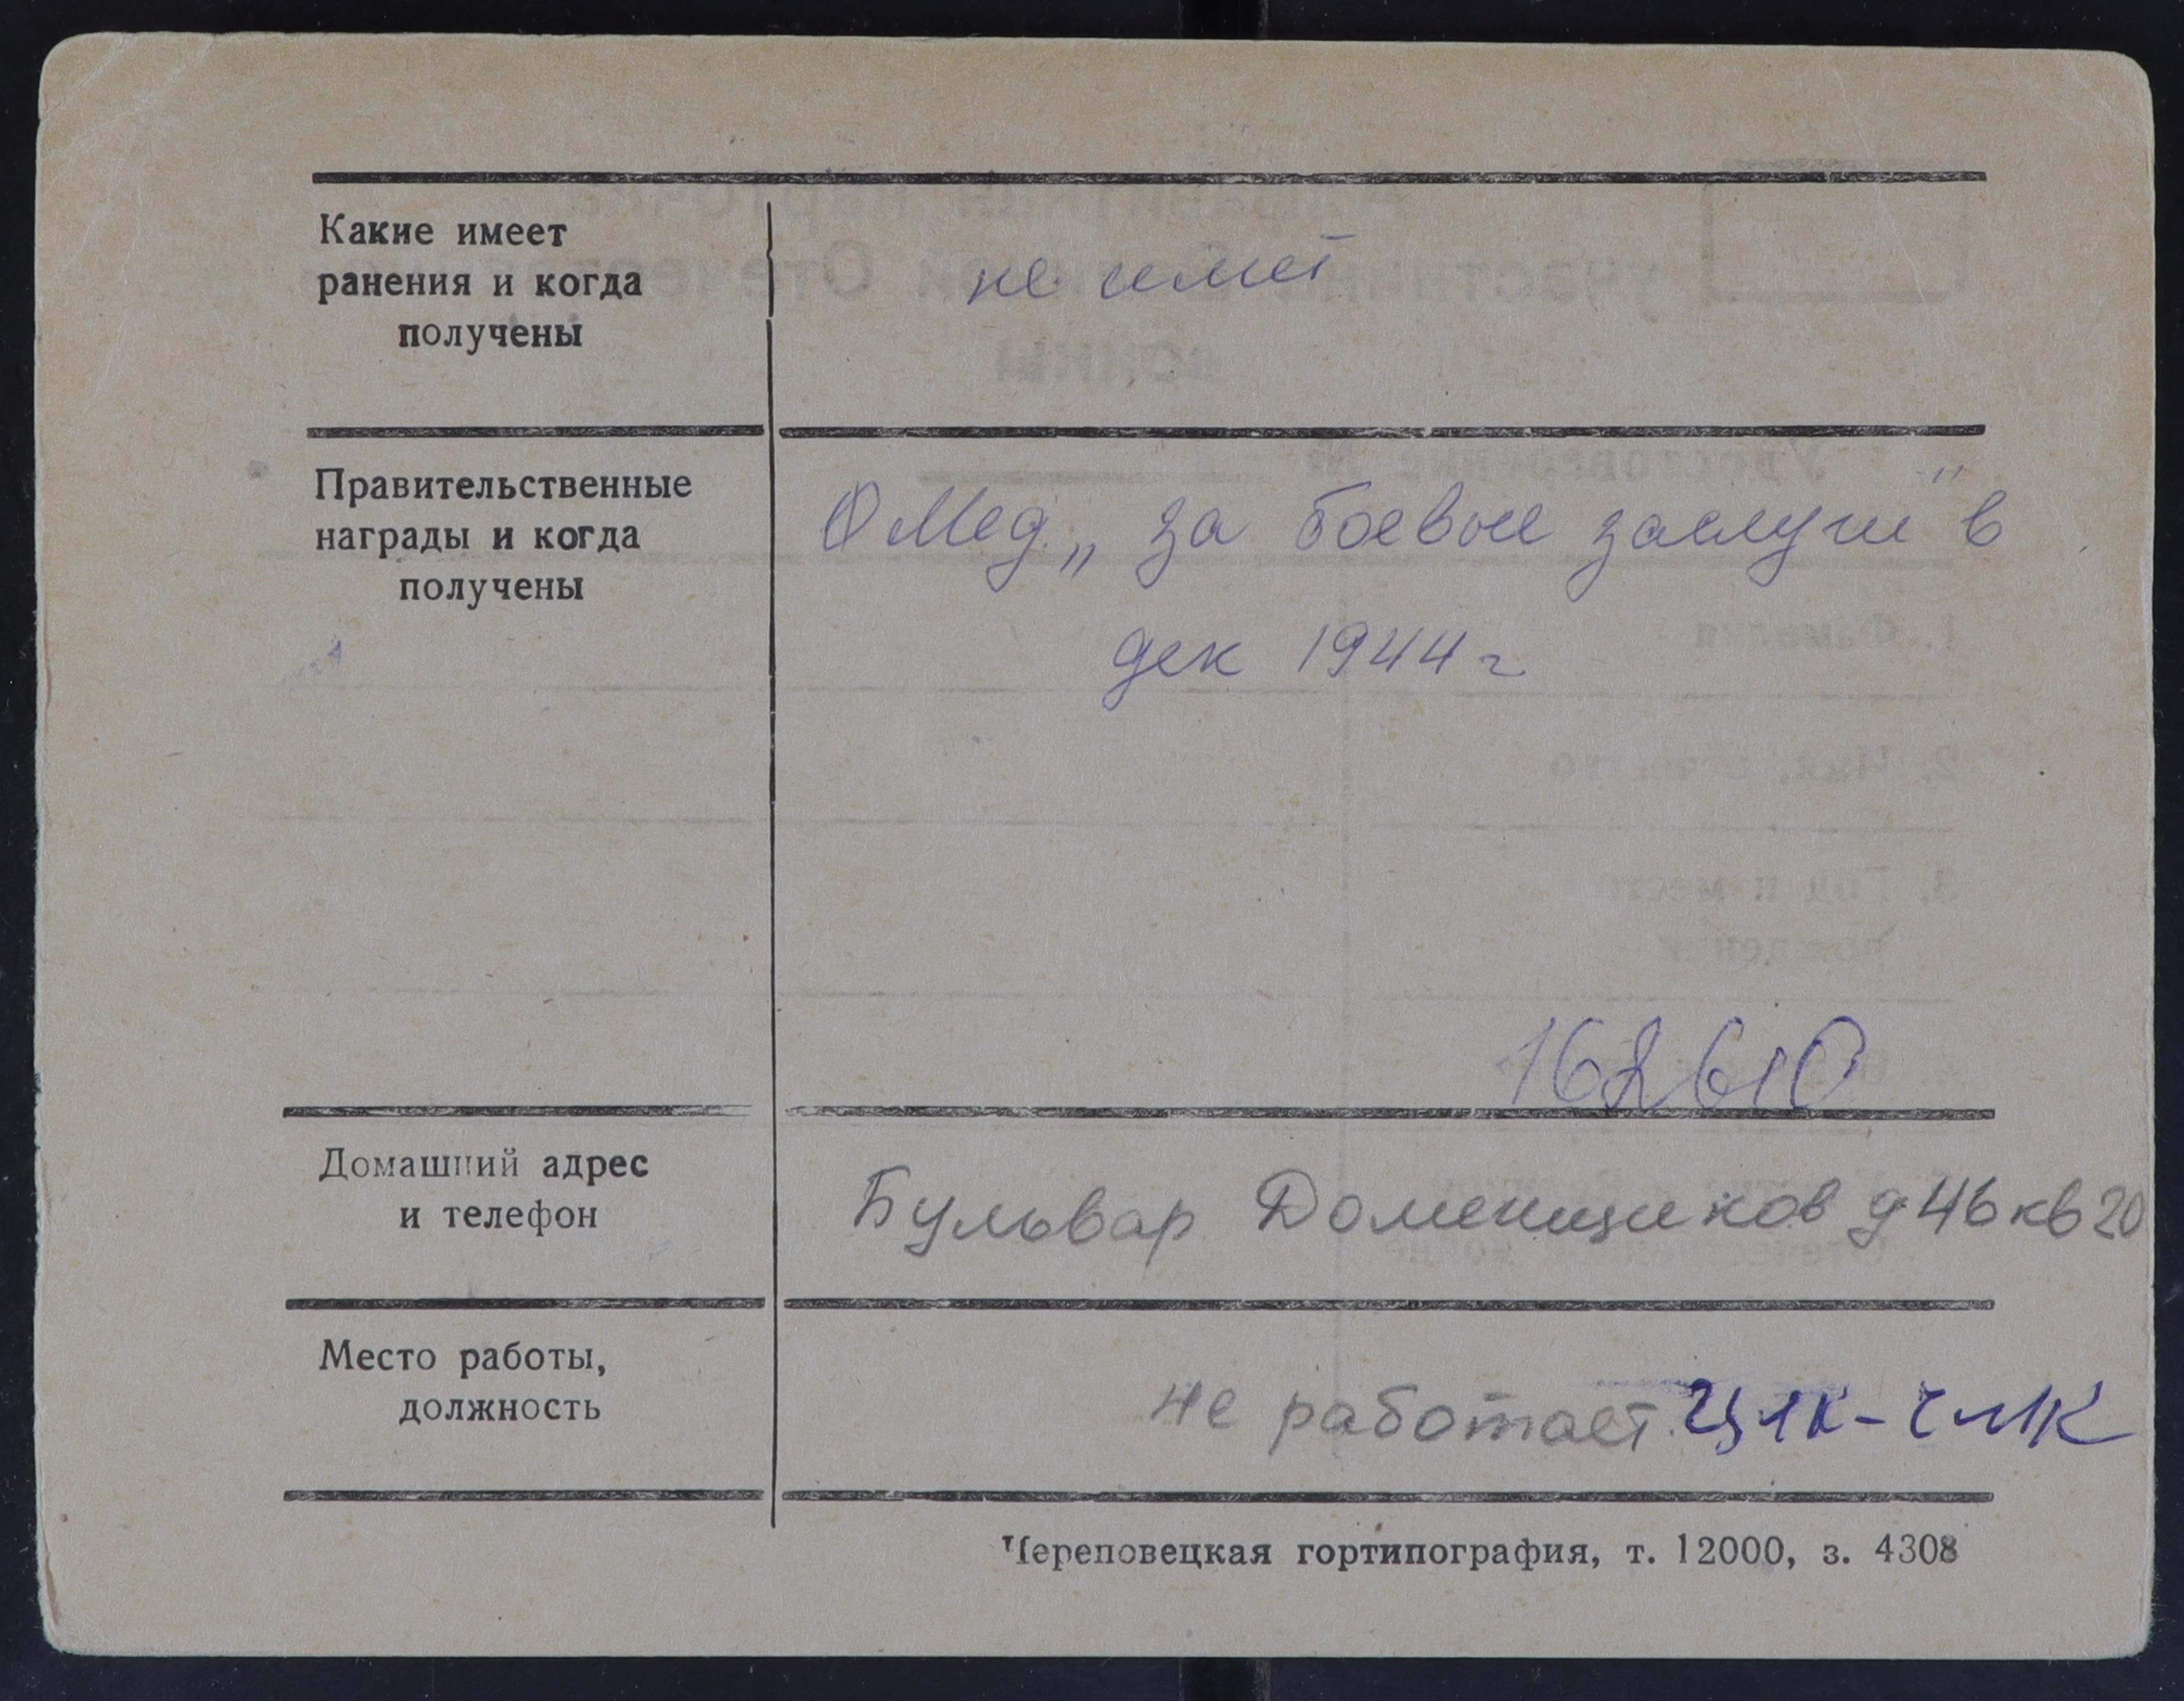 Какие имеет
ранения и когда
получены
не имеет
Правительственные
награды и когда
получены
Мед. „За боевые заслуги" в
дек 1944 г
162610
Домашний адрес
и телефон
Бульвар Доменщиков д 46 кв 20
Место работы,
должность
не работает.
Череповецкая гортипография, т. 12000, з. 4308